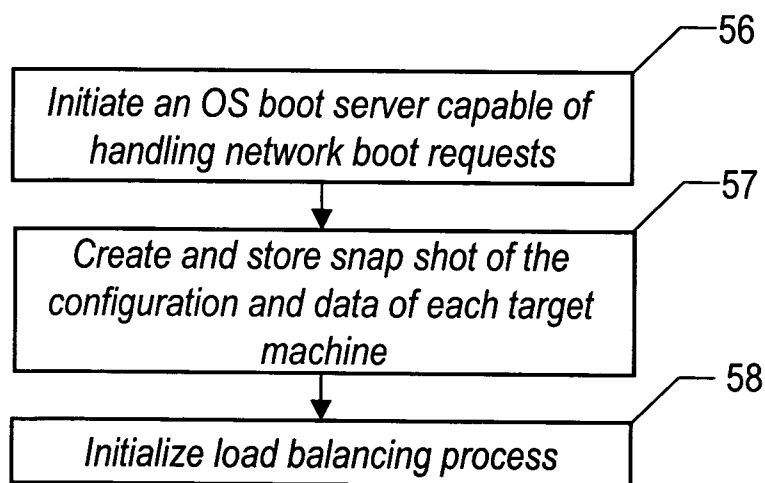 56
Initiate an OS boot server capable of
handling network boot requests
57
Create and store snap shot of the
configuration and data of each target
machine
58
Initialize load balancing process